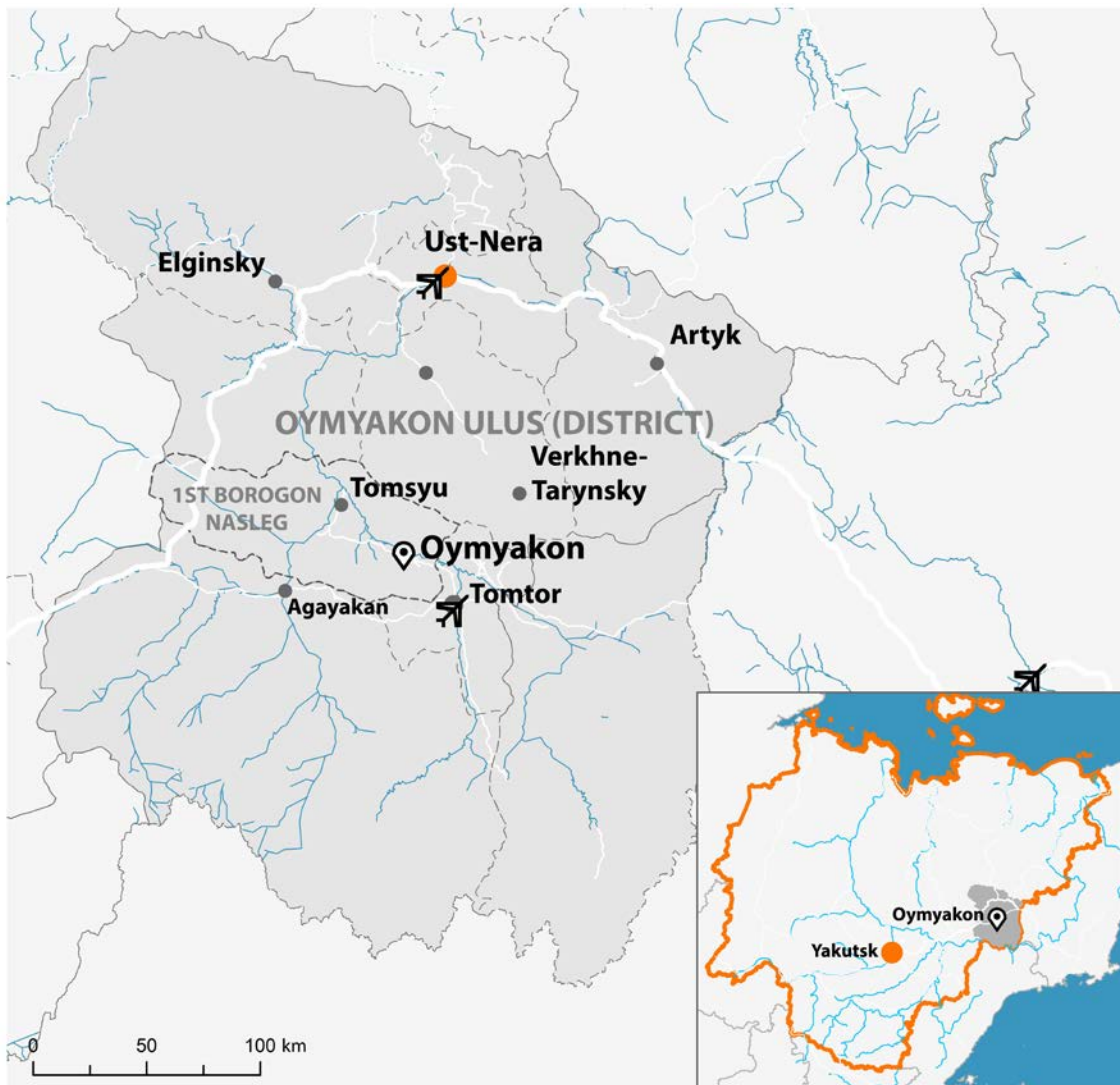 Ust-Nera
Elginsky
Artyk
OYMYAKON ULUS (DISTRICT)
Verkhne-
Tarynsky
Tomsyu
1ST BOROGON
NASLEG
Oymyakon
Tomtor
Agayakan
0 50 100 km
Oymyakon
Yakutsk